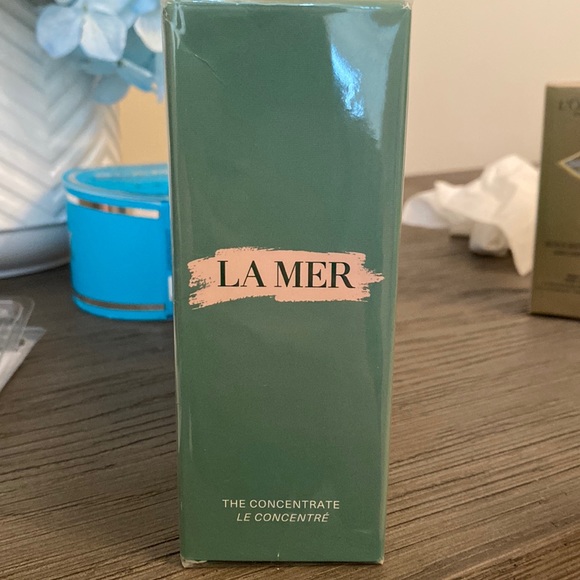 LA MER
THE CONCENTRATE
LE CONCENTRÉ